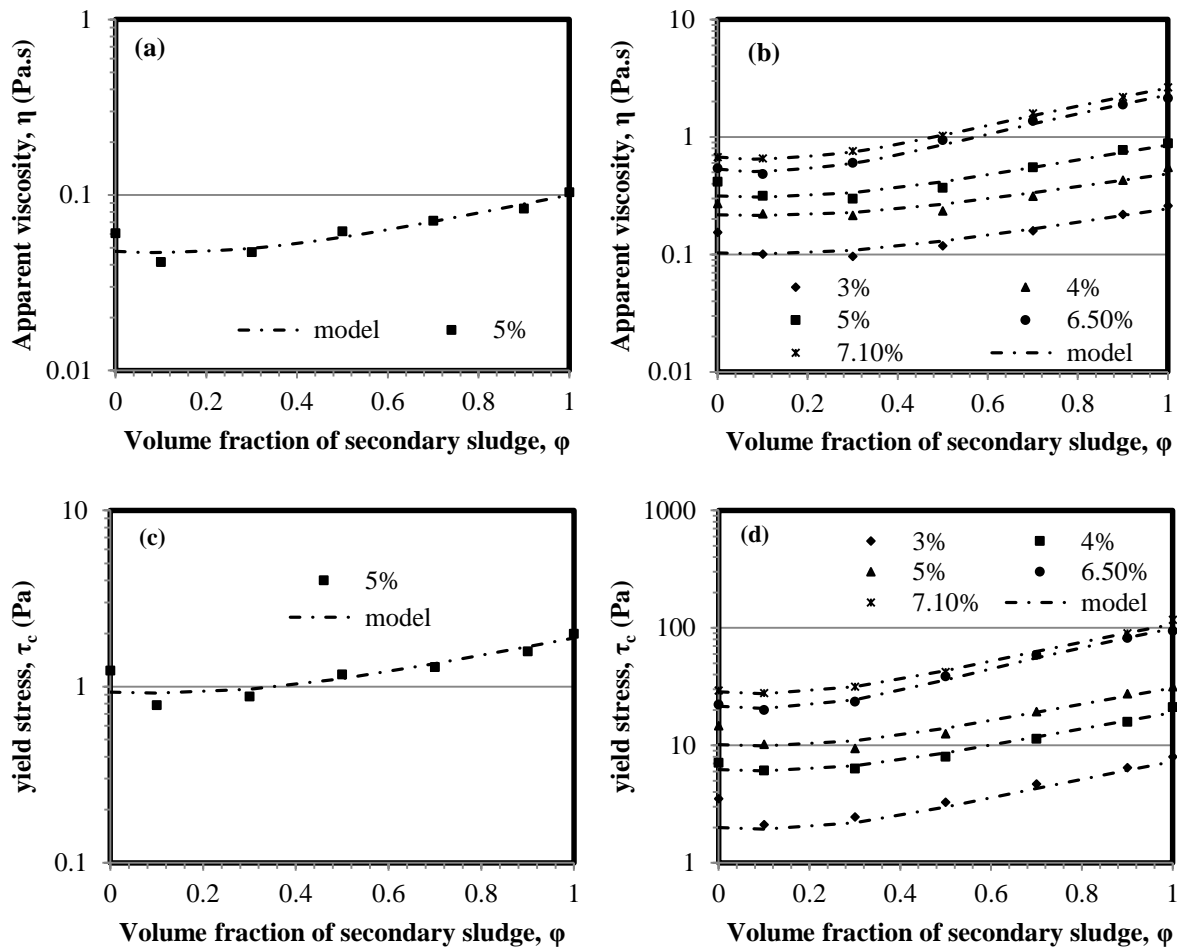 (a)
Apparent viscosity, η (Pa.s)
1
0.1
0.01
model
5%
0 0.2 0.4 0.6 0.8 1
Volume fraction of secondary sludge, φ
(b)
Apparent viscosity, η (Pa.s)
10
1
0.1
0.01
3% 4%
5% 6.50%
7.10% model
0 0.2 0.4 0.6 0.8 1
Volume fraction of secondary sludge, φ
(c)
yield stress, τc (Pa)
10
1
0.1
5%
model
0 0.2 0.4 0.6 0.8 1
Volume fraction of secondary sludge, φ
(d)
yield stress, τc (Pa)
1000
100
10
1
3% 4%
5% 6.50%
7.10% model
0 0.2 0.4 0.6 0.8 1
Volume fraction of secondary sludge, φ